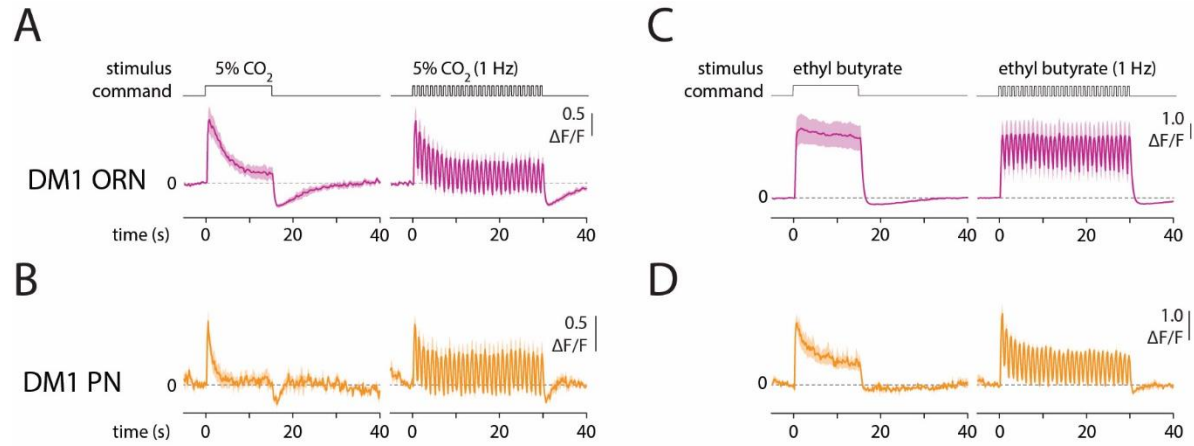 A
stimulus command
5% CO2
5% CO2 (1 Hz)
0.5
ΔF/F
DM1 ORN
0
time (s)
0 20 40
0 20 40
B
0.5
ΔF/F
DM1 PN
0
time (s)
0 20 40
0 20 40
C
stimulus command
ethyl butyrate
ethyl butyrate (1 Hz)
1.0
ΔF/F
0
time (s)
0 20 40
0 20 40
D
1.0
ΔF/F
0
time (s)
0 20 40
0 20 40